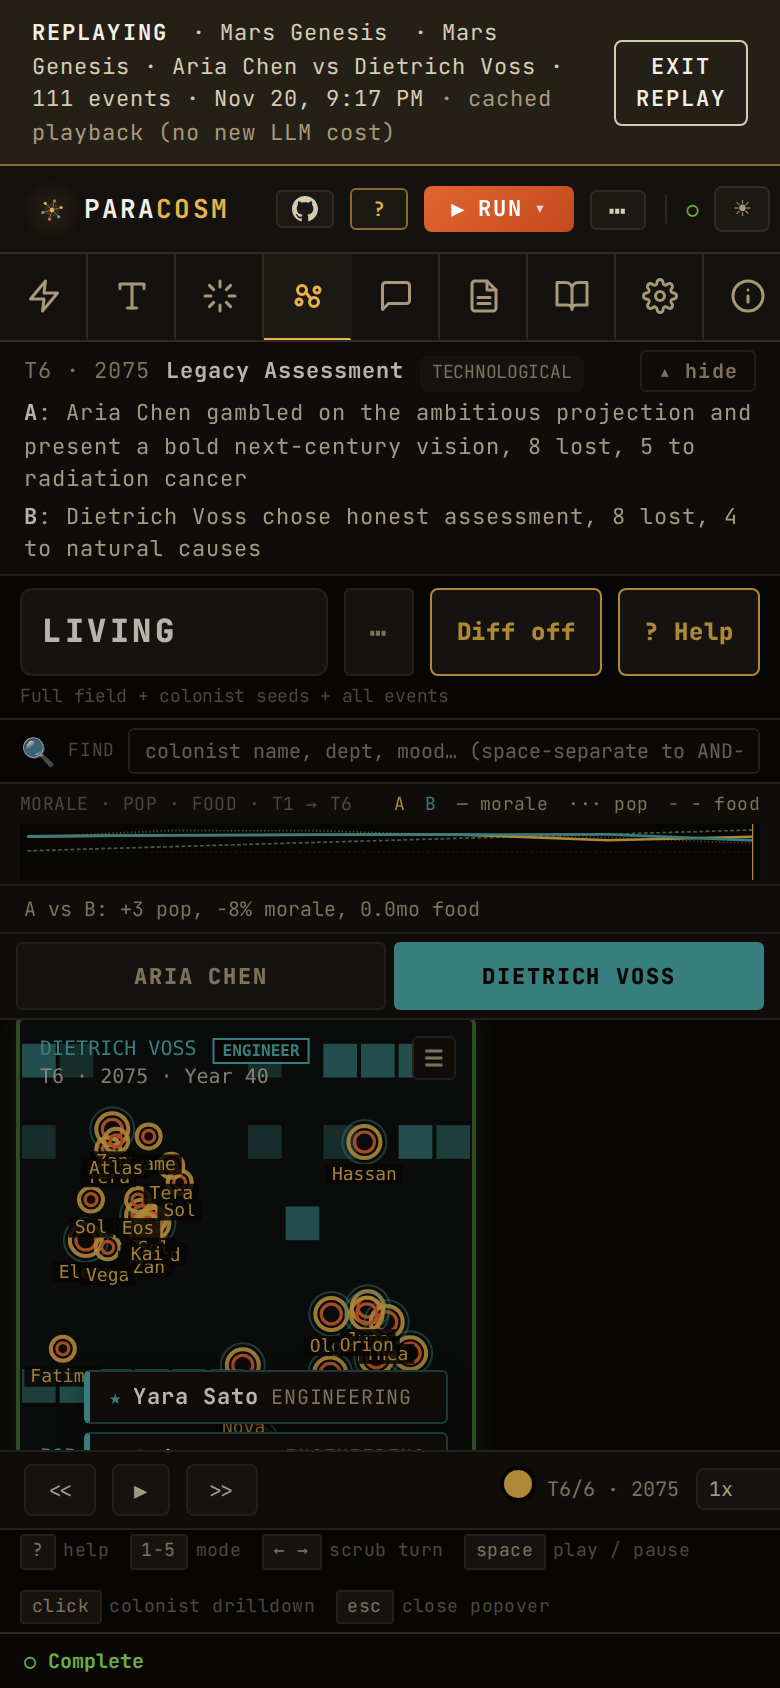 REPLAYING · Mars Genesis · Mars
Genesis · Aria Chen vs Dietrich Voss ·
111 events · Nov 20, 9:17 PM · cached
playback (no new LLM cost)
EXIT
REPLAY
PARACOSM
?
▶ RUN ▾
…
T6 · 2075 Legacy Assessment TECHNOLOGICAL
▴ hide
A: Aria Chen gambled on the ambitious projection and
present a bold next-century vision, 8 lost, 5 to
radiation cancer
B: Dietrich Voss chose honest assessment, 8 lost, 4
to natural causes
LIVING
…
Diff off
? Help
Full field + colonist seeds + all events
FIND
colonist name, dept, mood… (space-separate to AND-
MORALE · POP · FOOD · T1 → T6
A B — morale ··· pop - - food
A vs B: +3 pop, -8% morale, 0.0mo food
ARIA CHEN
DIETRICH VOSS
DIETRICH VOSS ENGINEER
T6 · 2075 · Year 40
Atlas
Hassan
Tera
Sol
Sol
Eos
Kai
Vega
Zan
Orion
Fatim
★ Yara Sato ENGINEERING
Nova
<<
▶
>>
T6/6 · 2075
1x
? help 1-5 mode ← → scrub turn space play / pause
click colonist drilldown esc close popover
Complete